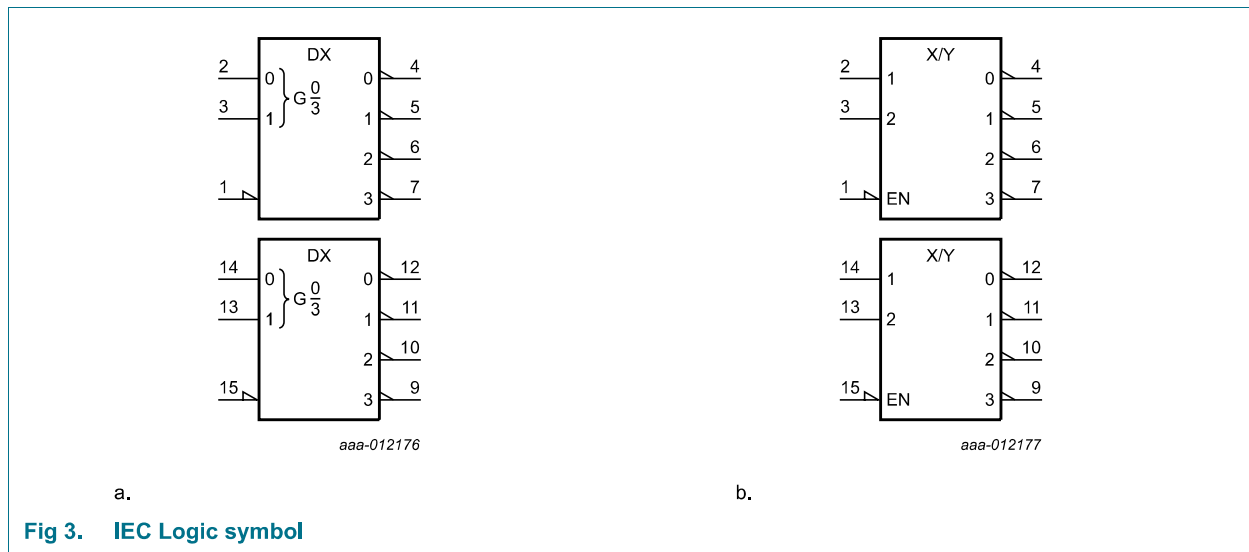 DX
2 0 0 4
G 0/3
3 1 1 5
2 6
1 3 7
DX
14 0 0 12
G 0/3
13 1 1 11
2 10
15 3 9
aaa-012176
a.
X/Y
2 1 0 4
3 2 1 5
2 6
1 EN 3 7
X/Y
14 1 0 12
13 2 1 11
2 10
15 EN 3 9
aaa-012177
b.
Fig 3. IEC Logic symbol